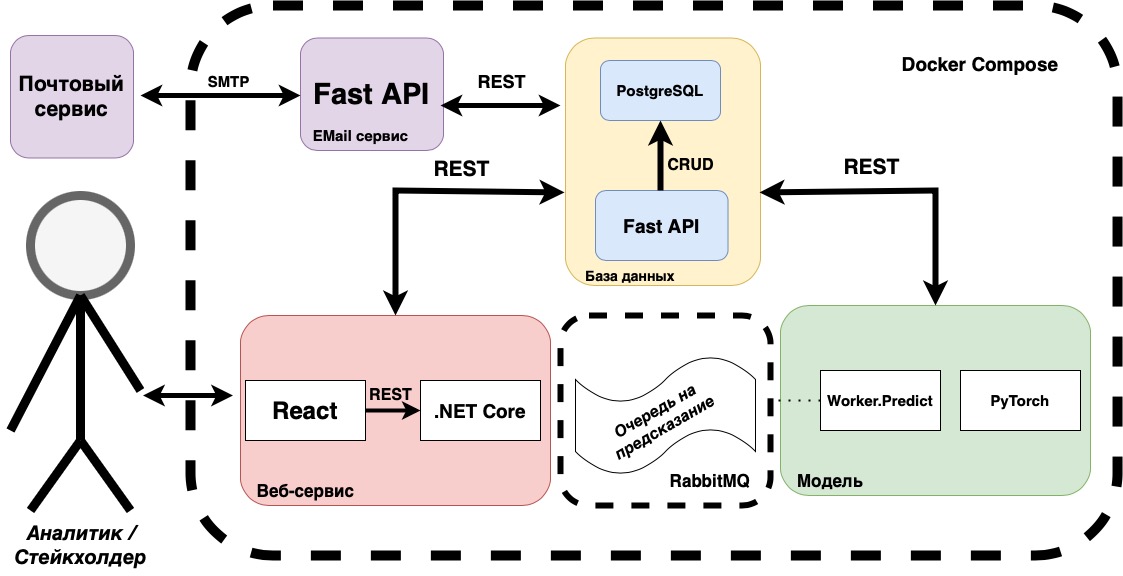 Docker Compose
Почтовый
сервис
SMTP
Fast API
EMail сервис
REST
PostgreSQL
CRUD
Fast API
База данных
REST
REST
React
REST
.NET Core
Веб-сервис
Очередь на
предсказание
RabbitMQ
Worker.Predict
PyTorch
Модель
Аналитик /
Стейкхолдер